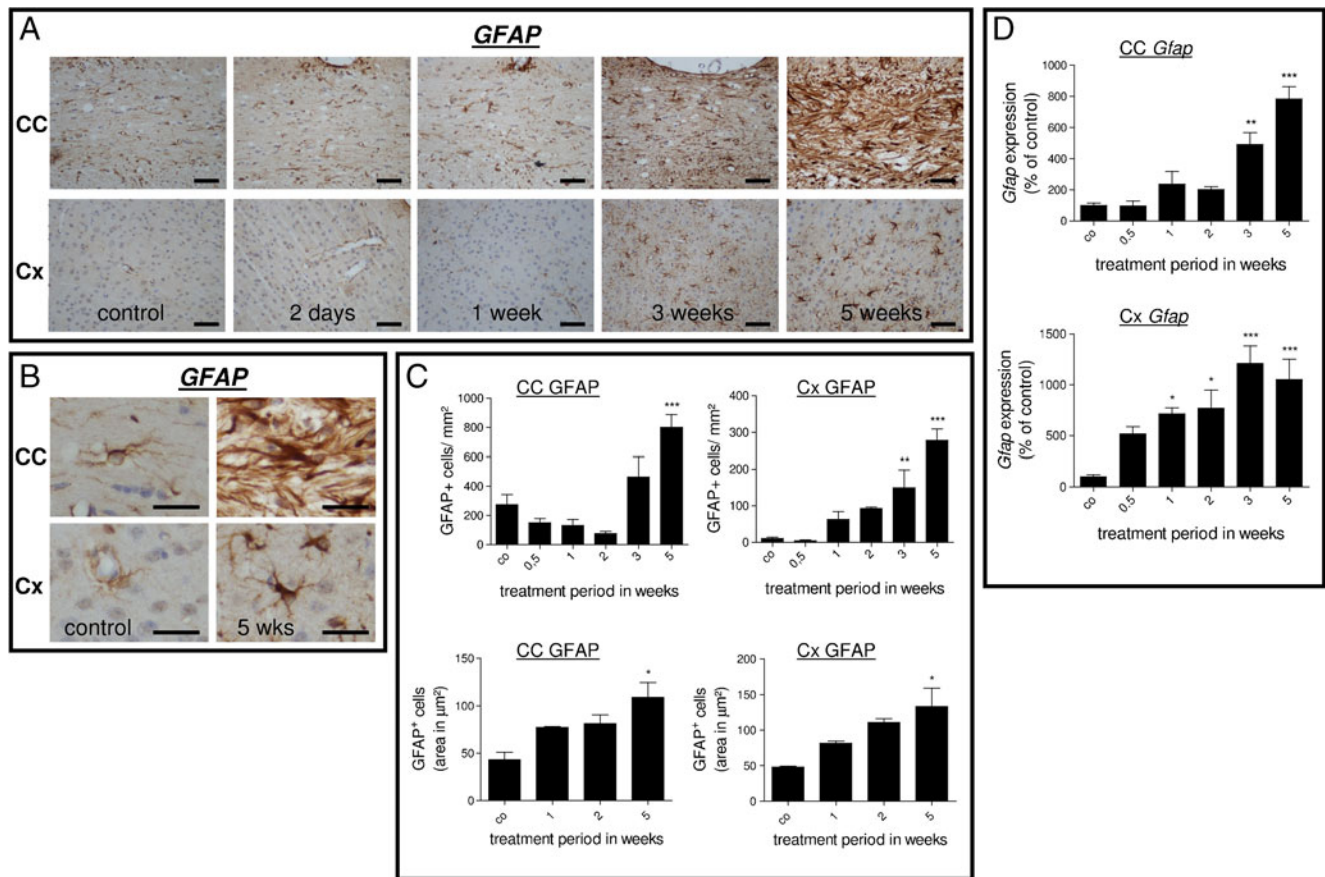 A
GFAP
CC
Cx
control
2 days
1 week
3 weeks
5 weeks
B
GFAP
CC
Cx
control
5 wks
C
CC GFAP
GFAP+ cells/ mm²
1000
800
600
400
200
0
co
0,5
1
2
3
5
***
treatment period in weeks
Cx GFAP
GFAP+ cells/ mm²
400
300
200
100
0
co
0,5
1
2
3
5
**
***
treatment period in weeks
CC GFAP
GFAP⁺ cells
(area in µm²)
150
100
50
0
co
1
2
5
*
treatment period in weeks
Cx GFAP
GFAP⁺ cells
(area in µm²)
200
150
100
50
0
co
1
2
5
*
treatment period in weeks
D
CC Gfap
Gfap expression
(% of control)
1000
800
600
400
200
0
co
0,5
1
2
3
5
**
***
treatment period in weeks
Cx Gfap
Gfap expression
(% of control)
1500
1000
500
0
co
0,5
1
2
3
5
*
*
***
***
treatment period in weeks